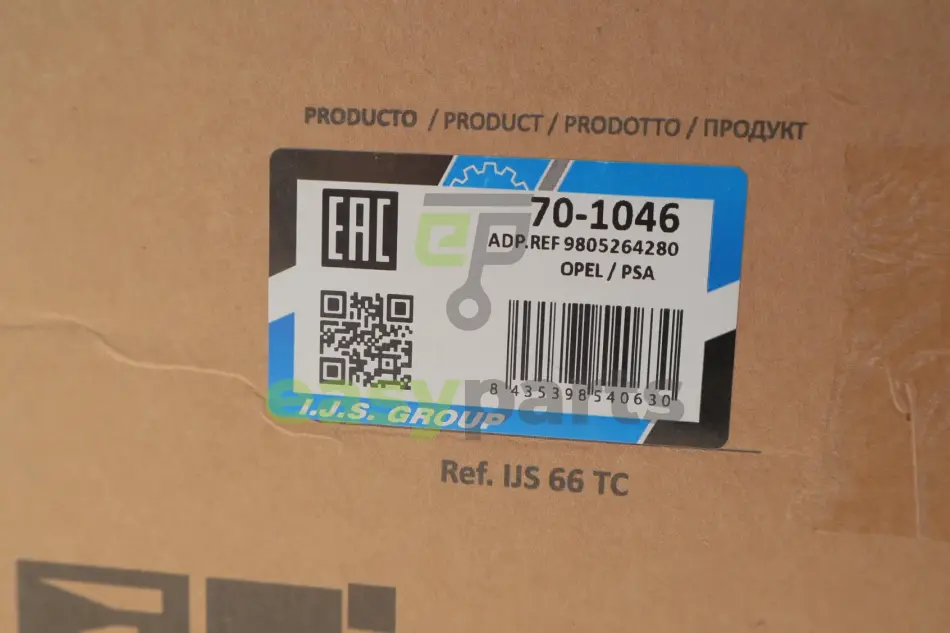 PRODUCTO / PRODUCT / PRODOTTO / ПРОДУКТ
EAC
70-1046
ADP.REF 9805264280
OPEL / PSA
8 435398 540630
easyparts
I.J.S. GROUP
Ref. IJS 66 TC